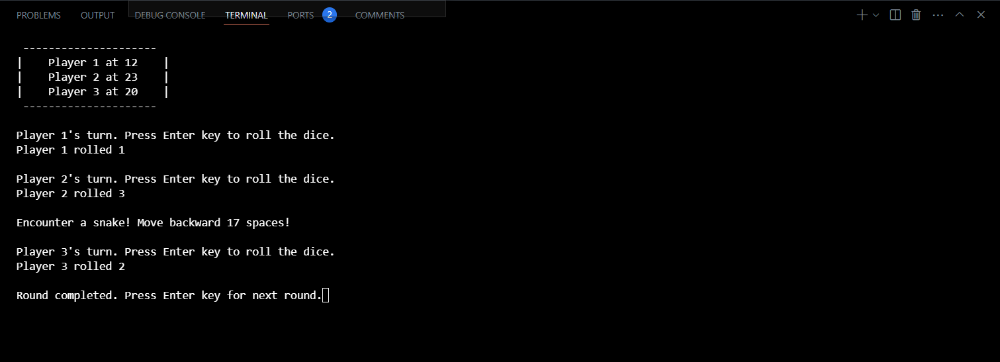 PROBLEMS OUTPUT DEBUG CONSOLE TERMINAL PORTS 2 COMMENTS
---------------------
| Player 1 at 12 |
| Player 2 at 23 |
| Player 3 at 20 |
---------------------
Player 1's turn. Press Enter key to roll the dice.
Player 1 rolled 1
Player 2's turn. Press Enter key to roll the dice.
Player 2 rolled 3
Encounter a snake! Move backward 17 spaces!
Player 3's turn. Press Enter key to roll the dice.
Player 3 rolled 2
Round completed. Press Enter key for next round.